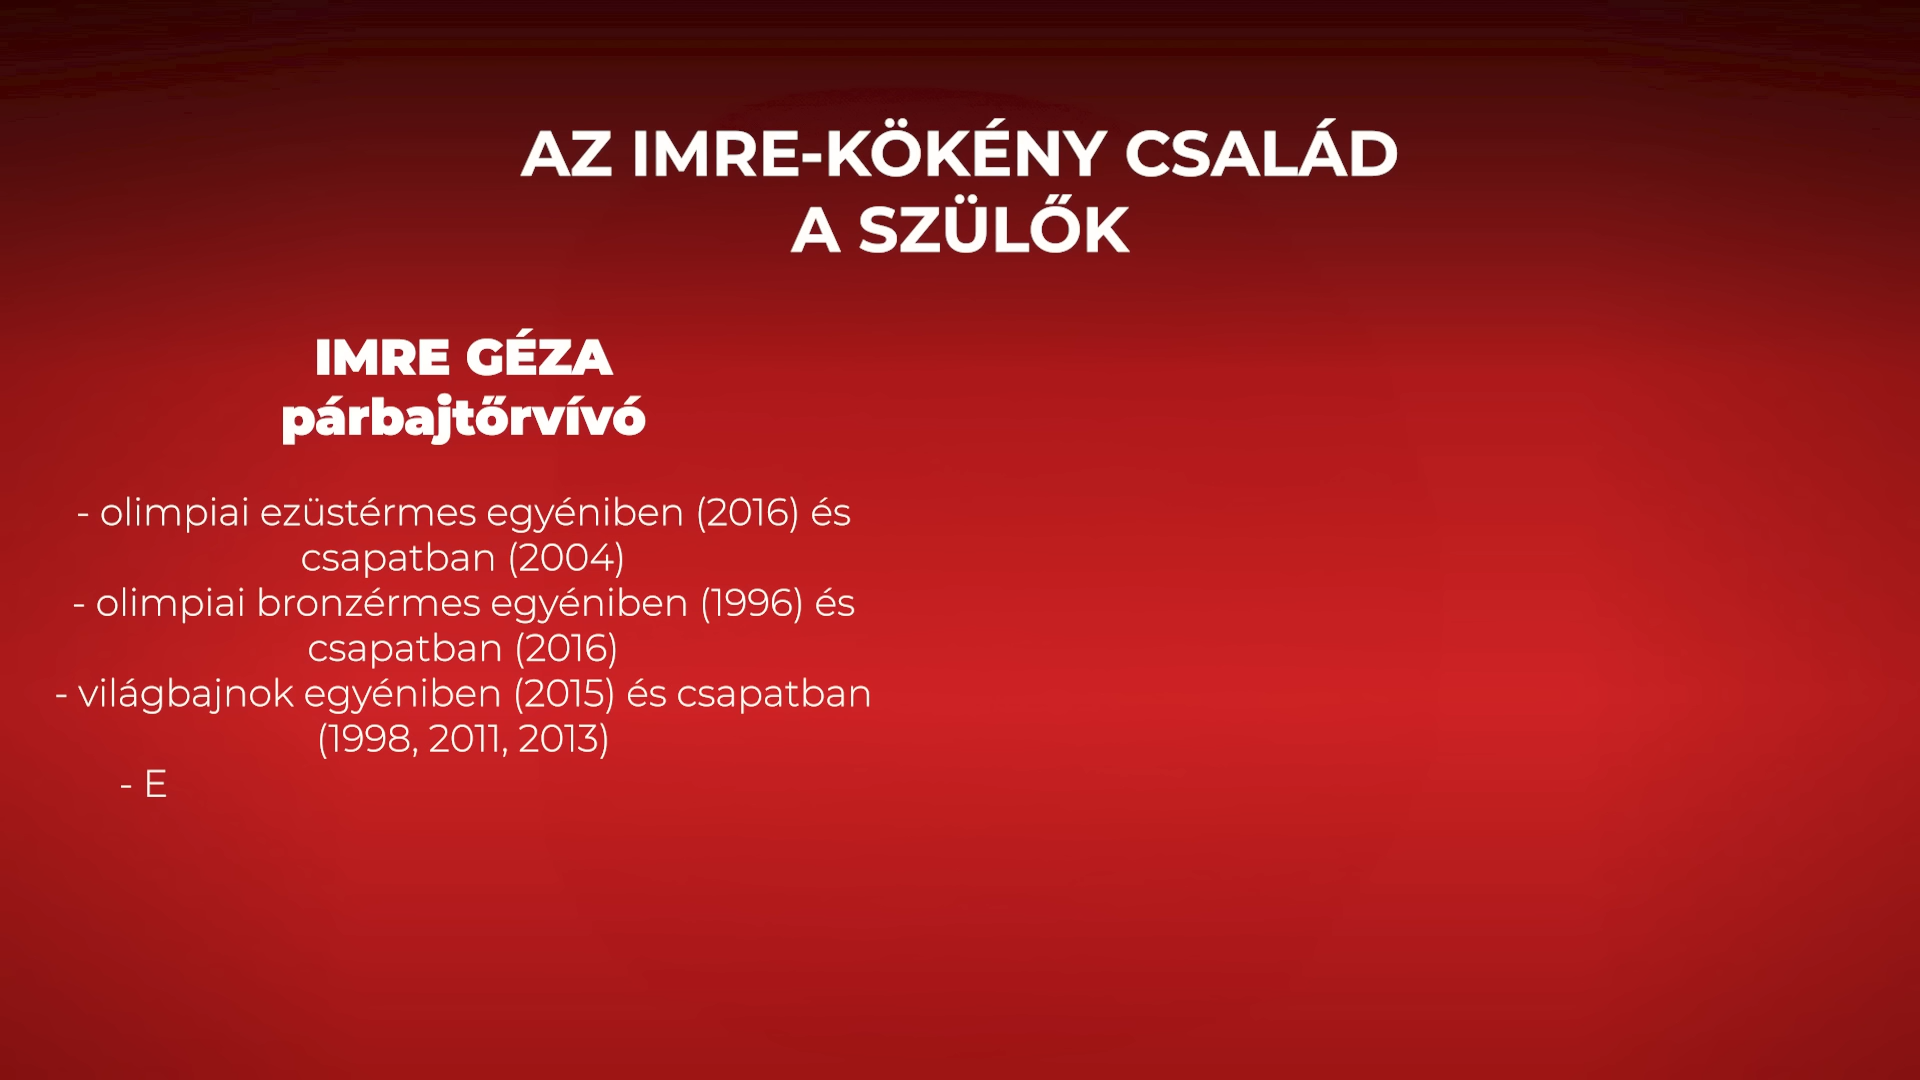 AZ IMRE-KÖKÉNY CSALÁD
A SZÜLŐK
IMRE GÉZA
párbajtőrvívó
- olimpiai ezüstérmes egyéniben (2016) és
csapatban (2004)
- olimpiai bronzérmes egyéniben (1996) és
csapatban (2016)
- világbajnok egyéniben (2015) és csapatban
(1998, 2011, 2013)
- E